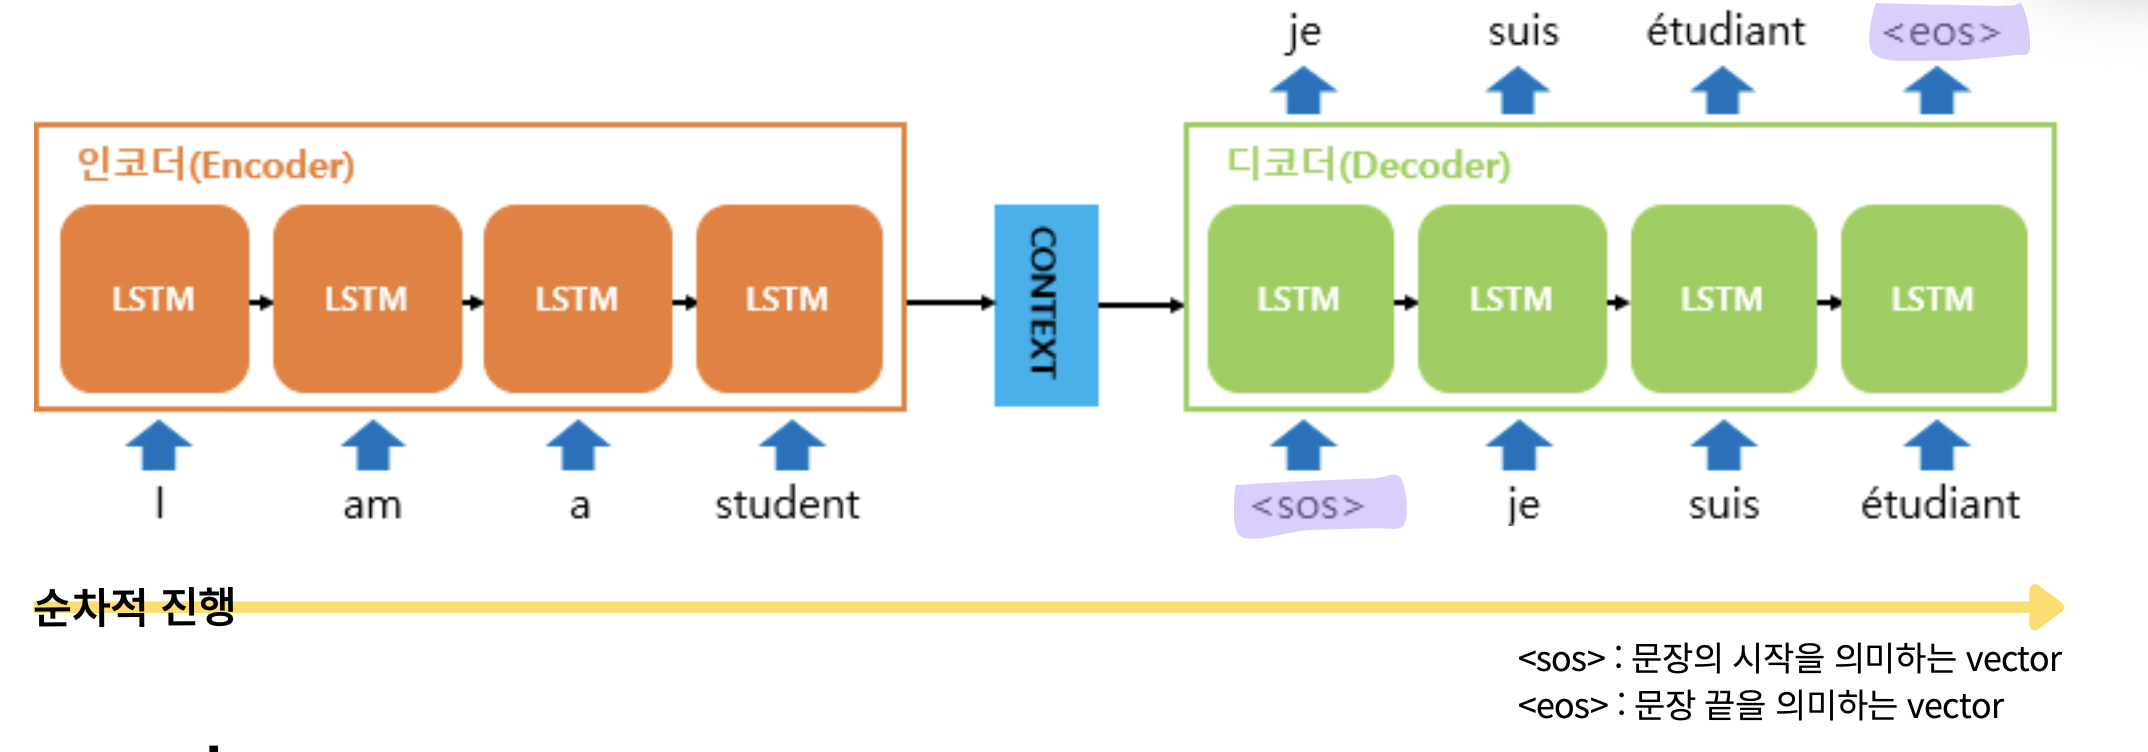 je suis étudiant <eos>
인코더(Encoder)
디코더(Decoder)
LSTM LSTM LSTM LSTM
CONTEXT
LSTM LSTM LSTM LSTM
I am a student
<sos> je suis étudiant
순차적 진행
<sos> : 문장의 시작을 의미하는 vector
<eos> : 문장 끝을 의미하는 vector